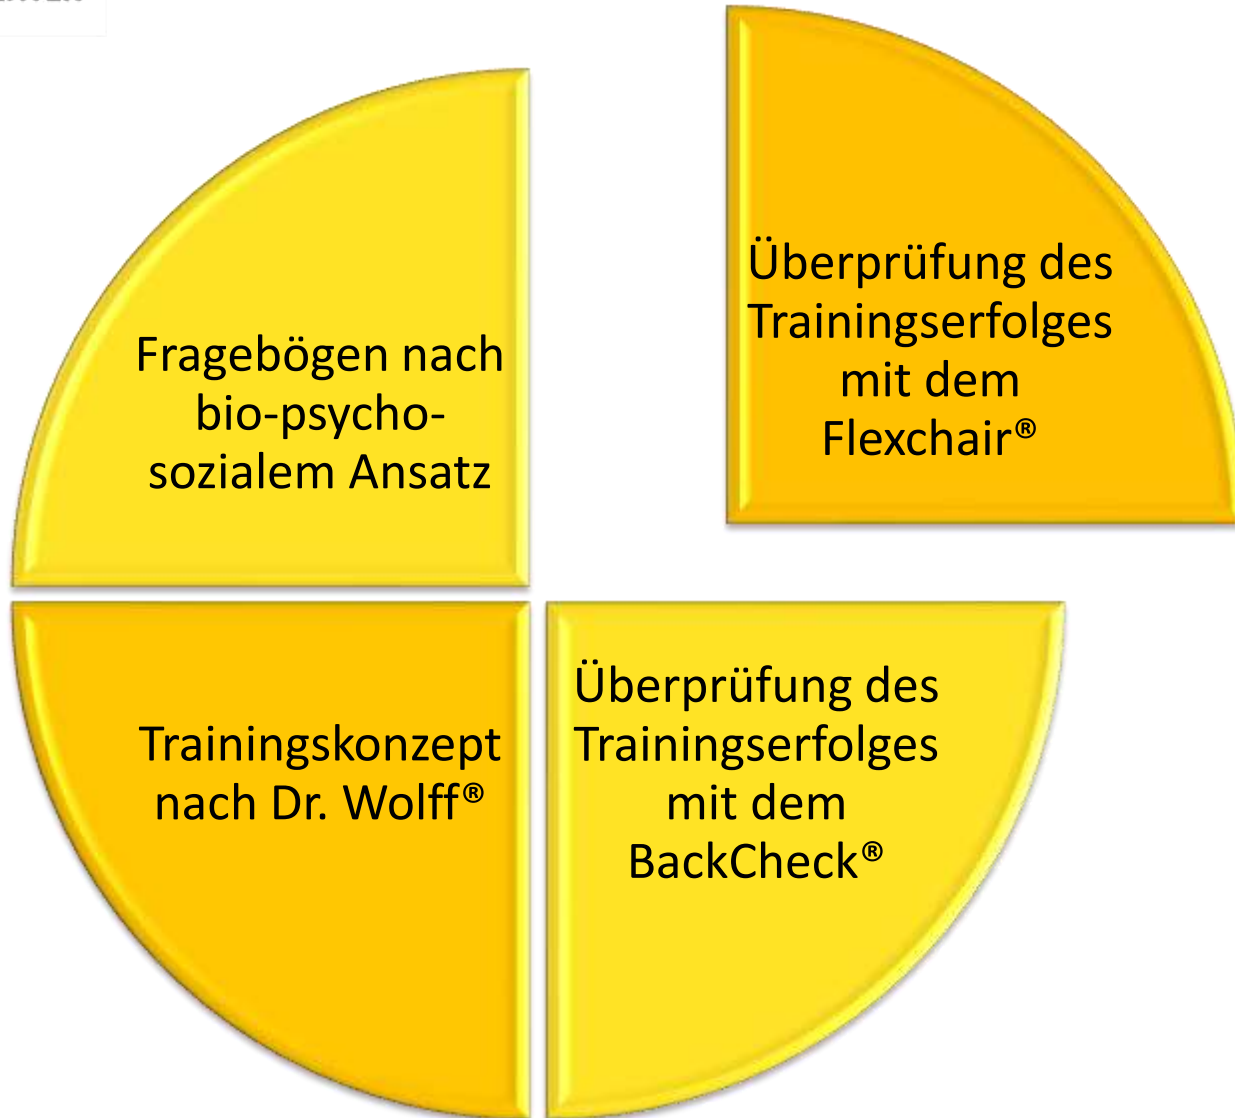 Fragebögen nach
bio-psycho-
sozialem Ansatz
Überprüfung des
Trainingserfolges
mit dem
Flexchair®
Trainingskonzept
nach Dr. Wolff®
Überprüfung des
Trainingserfolges
mit dem
BackCheck®